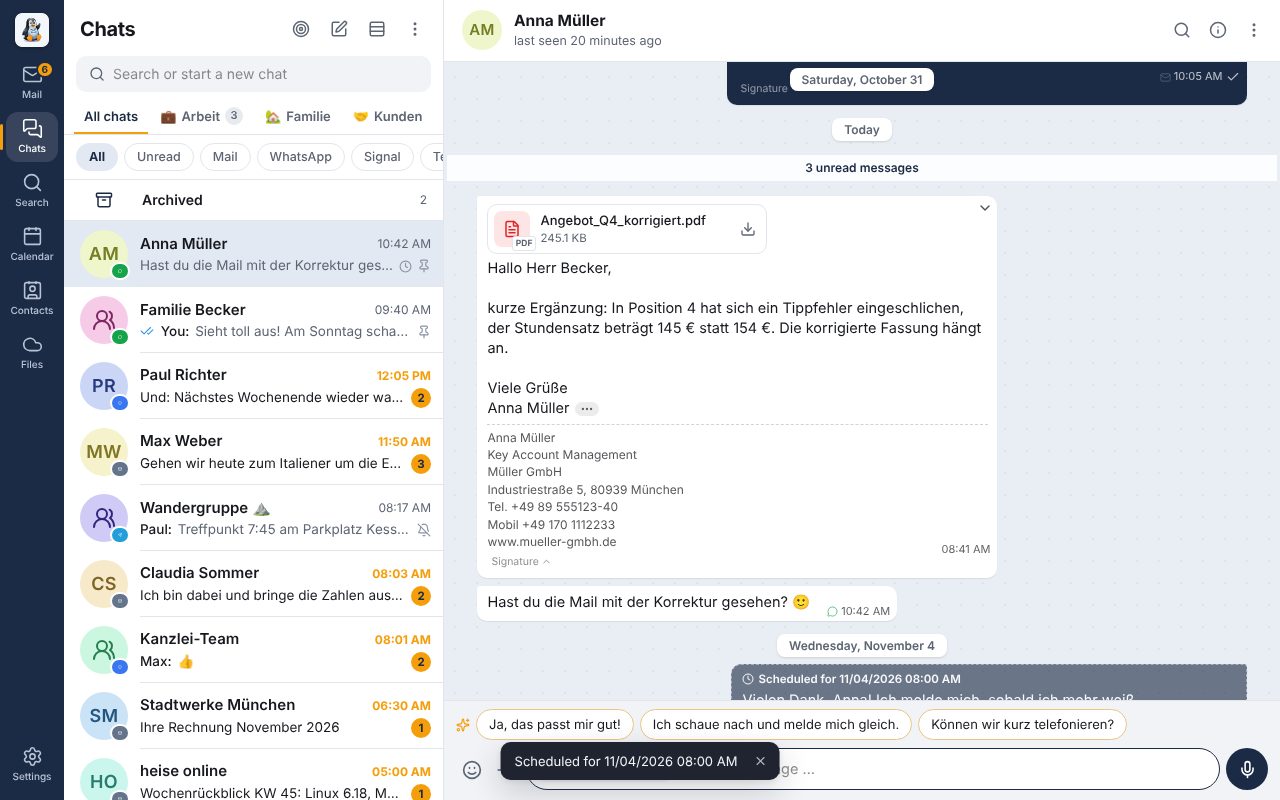 Chats
Search or start a new chat
All chats
💼 Arbeit 3
🏡 Familie
🤝 Kunden
All
Unread
Mail
WhatsApp
Signal
Archived
2
6
Mail
Chats
Search
Calendar
Contacts
Files
Settings
AM
Anna Müller
10:42 AM
Hast du die Mail mit der Korrektur ges...
Familie Becker
09:40 AM
You: Sieht toll aus! Am Sonntag scha...
PR
Paul Richter
12:05 PM
Und: Nächstes Wochenende wieder wa...
2
MW
Max Weber
11:50 AM
Gehen wir heute zum Italiener um die E...
3
Wandergruppe ⛰️
08:17 AM
Paul: Treffpunkt 7:45 am Parkplatz Kess...
CS
Claudia Sommer
08:03 AM
Ich bin dabei und bringe die Zahlen aus...
2
Kanzlei-Team
08:01 AM
Max: 👍
2
SM
Stadtwerke München
06:30 AM
Ihre Rechnung November 2026
1
HO
heise online
05:00 AM
Wochenrückblick KW 45: Linux 6.18, M...
1
AM
Anna Müller
last seen 20 minutes ago
Signature
Saturday, October 31
10:05 AM
Today
3 unread messages
Angebot_Q4_korrigiert.pdf
PDF
245.1 KB
Hallo Herr Becker,
kurze Ergänzung: In Position 4 hat sich ein Tippfehler eingeschlichen,
der Stundensatz beträgt 145 € statt 154 €. Die korrigierte Fassung hängt
an.
Viele Grüße
Anna Müller ...
Anna Müller
Key Account Management
Müller GmbH
Industriestraße 5, 80939 München
Tel. +49 89 555123-40
Mobil +49 170 1112233
www.mueller-gmbh.de
Signature
08:41 AM
Hast du die Mail mit der Korrektur gesehen? 🙂
10:42 AM
Wednesday, November 4
Scheduled for 11/04/2026 08:00 AM
Vielen Dank, Anna! Ich melde mich, sobald ich mehr weiß.
Ja, das passt mir gut!
Ich schaue nach und melde mich gleich.
Können wir kurz telefonieren?
Scheduled for 11/04/2026 08:00 AM